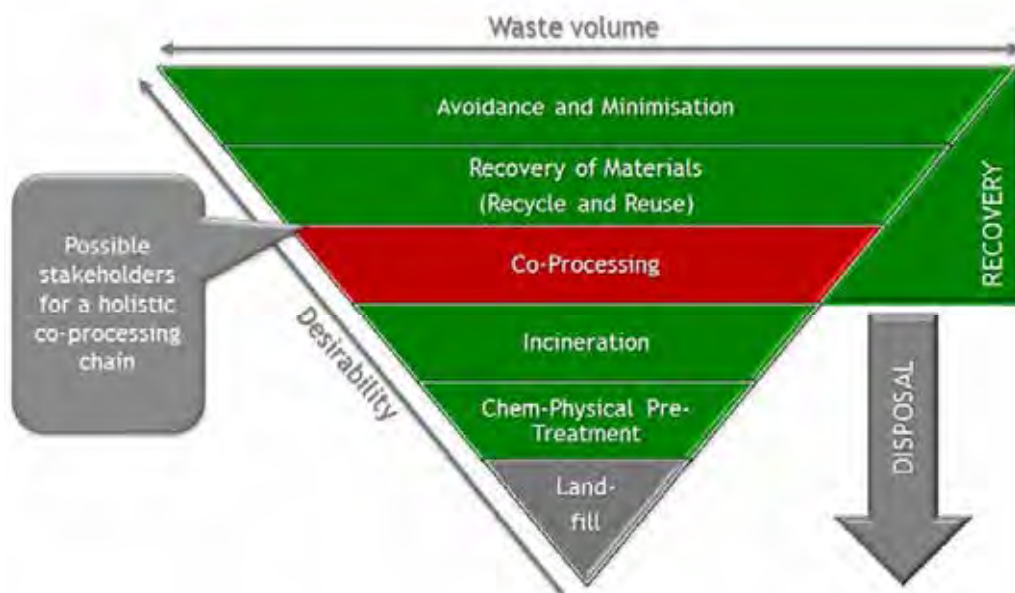 Waste volume
Avoidance and Minimisation
Recovery of Materials
(Recycle and Reuse)
Co-Processing
Incineration
Chem-Physical Pre-
Treatment
Land-
fill
Possible
stakeholders
for a holistic
co-processing
chain
Desirability
RECOVERY
DISPOSAL